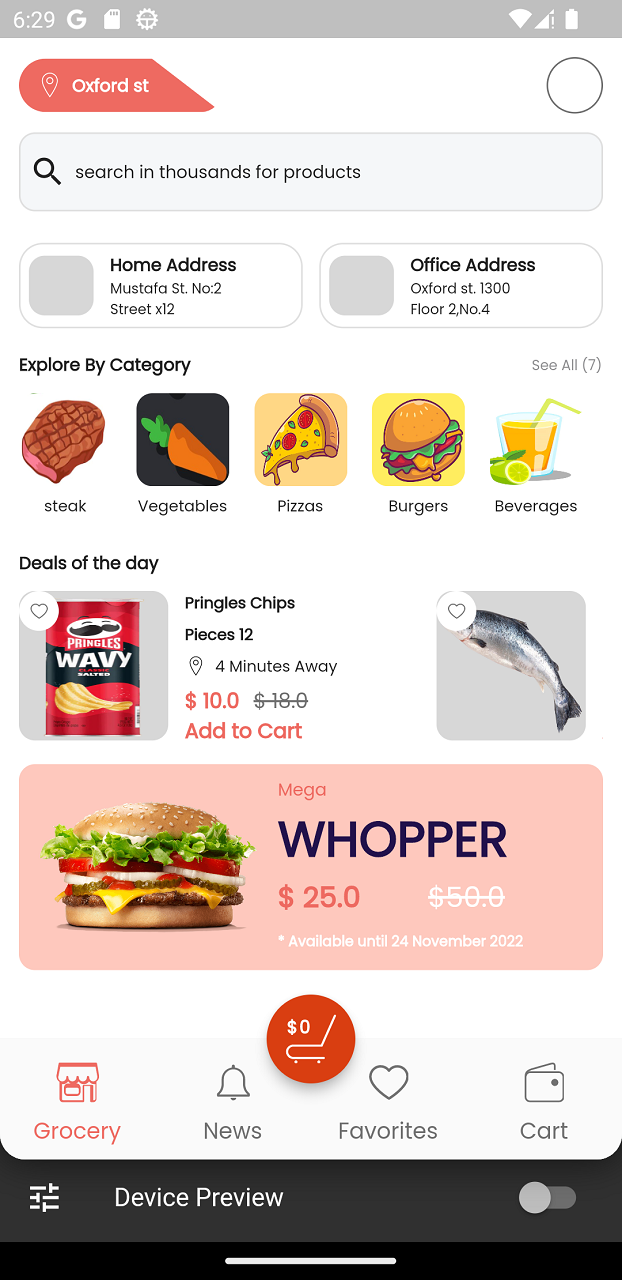 6:29
Oxford st
search in thousands for products
Home Address
Mustafa St. No:2
Street x12
Office Address
Oxford st. 1300
Floor 2,No.4
Explore By Category
See All (7)
steak
Vegetables
Pizzas
Burgers
Beverages
Deals of the day
PRINGLES
WAVY
CLASSIC
SALTED
Pringles Chips
Pieces 12
4 Minutes Away
$ 10.0 $ 18.0
Add to Cart
Mega
WHOPPER
$ 25.0 $50.0
* Available until 24 November 2022
$0
Grocery
News
Favorites
Cart
Device Preview